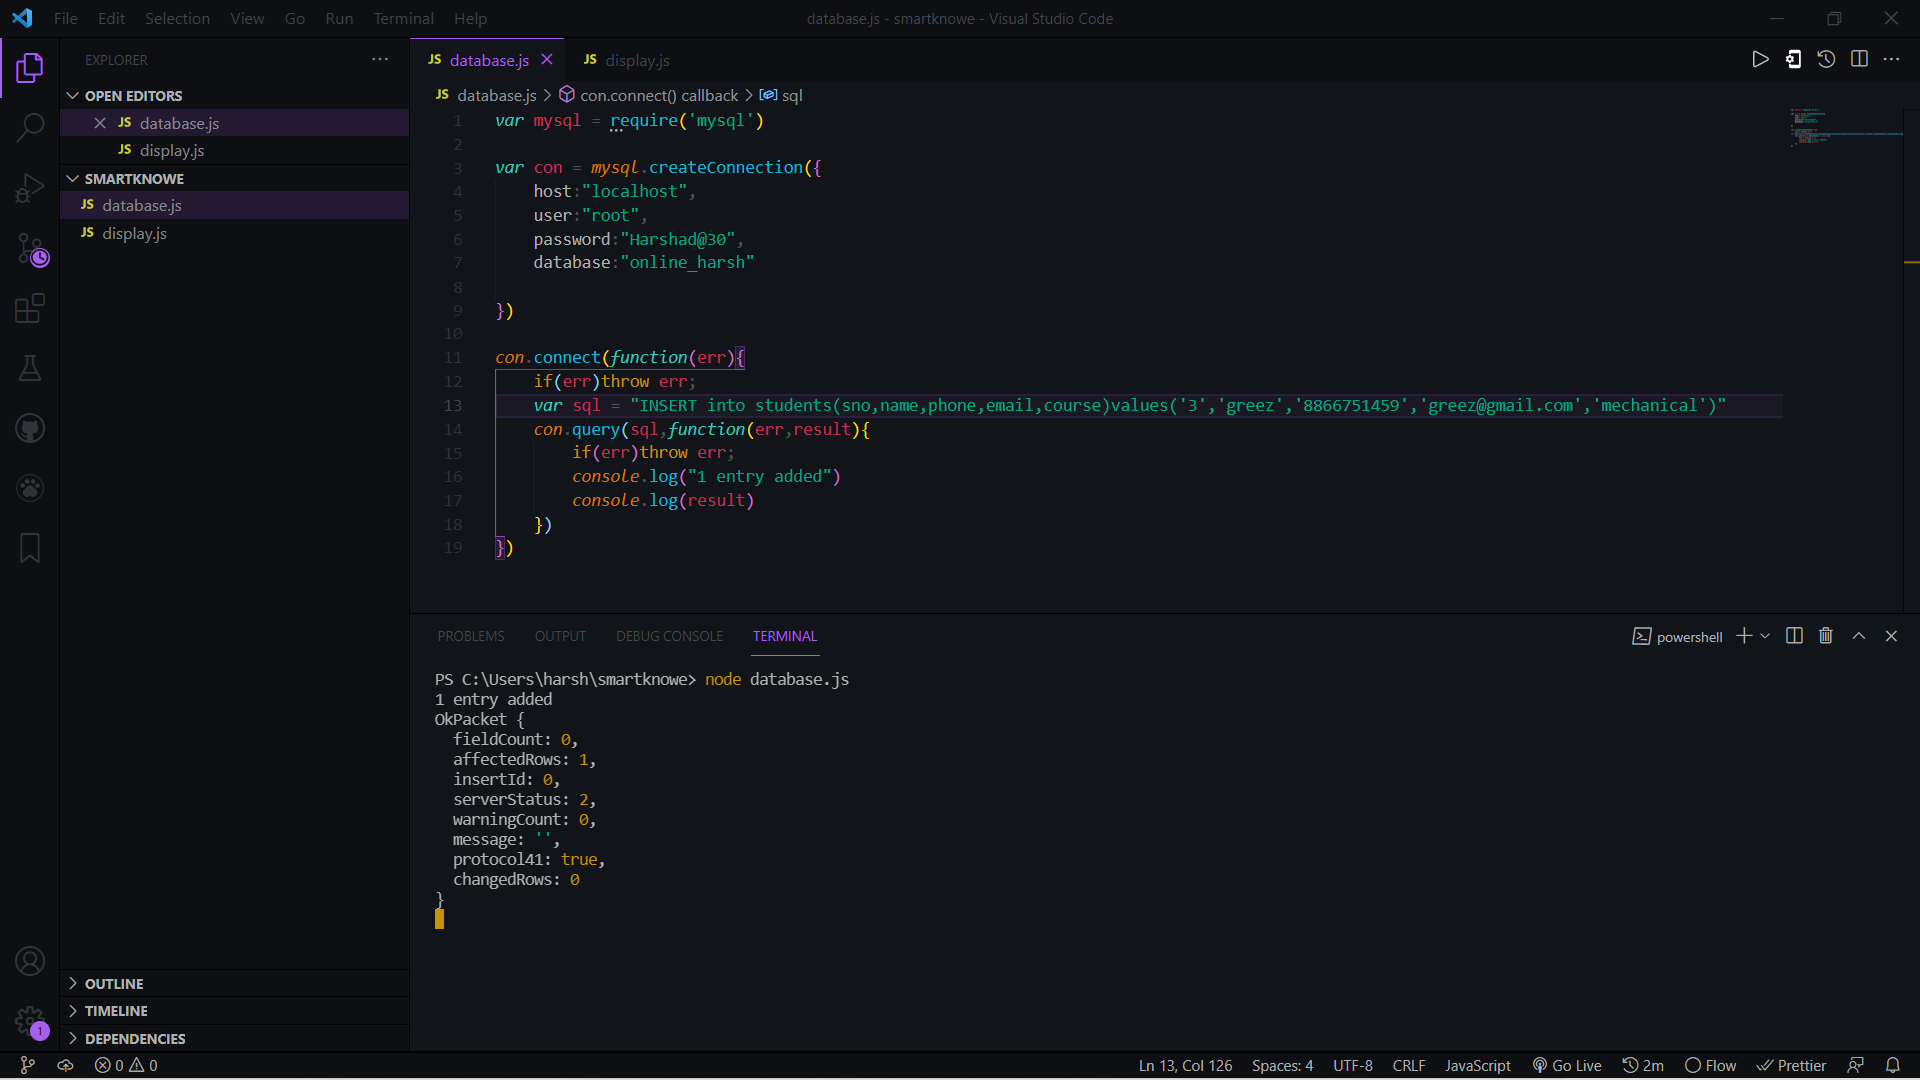 File Edit Selection View Go Run Terminal Help
database.js - smartknowe - Visual Studio Code
EXPLORER
OPEN EDITORS
JS database.js
JS display.js
SMARTKNOWE
JS database.js
JS display.js
OUTLINE
TIMELINE
DEPENDENCIES
1
JS database.js
JS display.js
JS database.js > con.connect() callback > sql
1 var mysql = require('mysql')
2
3 var con = mysql.createConnection({
4 host:"localhost",
5 user:"root",
6 password:"Harshad@30",
7 database:"online_harsh"
8
9 })
10
11 con.connect(function(err){
12 if(err)throw err;
13 var sql = "INSERT into students(sno,name,phone,email,course)values('3','greez','8866751459','greez@gmail.com','mechanical')"
14 con.query(sql,function(err,result){
15 if(err)throw err;
16 console.log("1 entry added")
17 console.log(result)
18 })
19 })
PROBLEMS OUTPUT DEBUG CONSOLE TERMINAL
powershell
PS C:\Users\harsh\smartknowe> node database.js
1 entry added
OkPacket {
fieldCount: 0,
affectedRows: 1,
insertId: 0,
serverStatus: 2,
warningCount: 0,
message: '',
protocol41: true,
changedRows: 0
}
0 0
Ln 13, Col 126 Spaces: 4 UTF-8 CRLF JavaScript Go Live 2m Flow Prettier